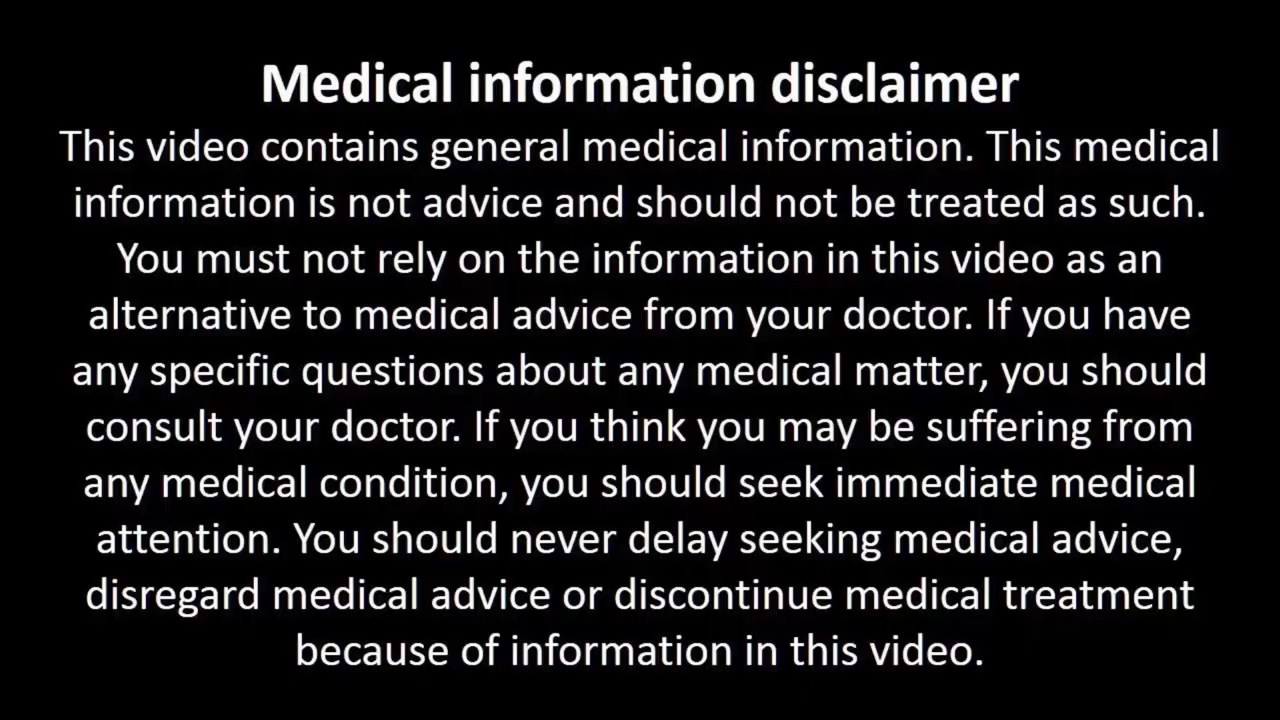 Medical information disclaimer
This video contains general medical information. This medical
information is not advice and should not be treated as such.
You must not rely on the information in this video as an
alternative to medical advice from your doctor. If you have
any specific questions about any medical matter, you should
consult your doctor. If you think you may be suffering from
any medical condition, you should seek immediate medical
attention. You should never delay seeking medical advice,
disregard medical advice or discontinue medical treatment
because of information in this video.